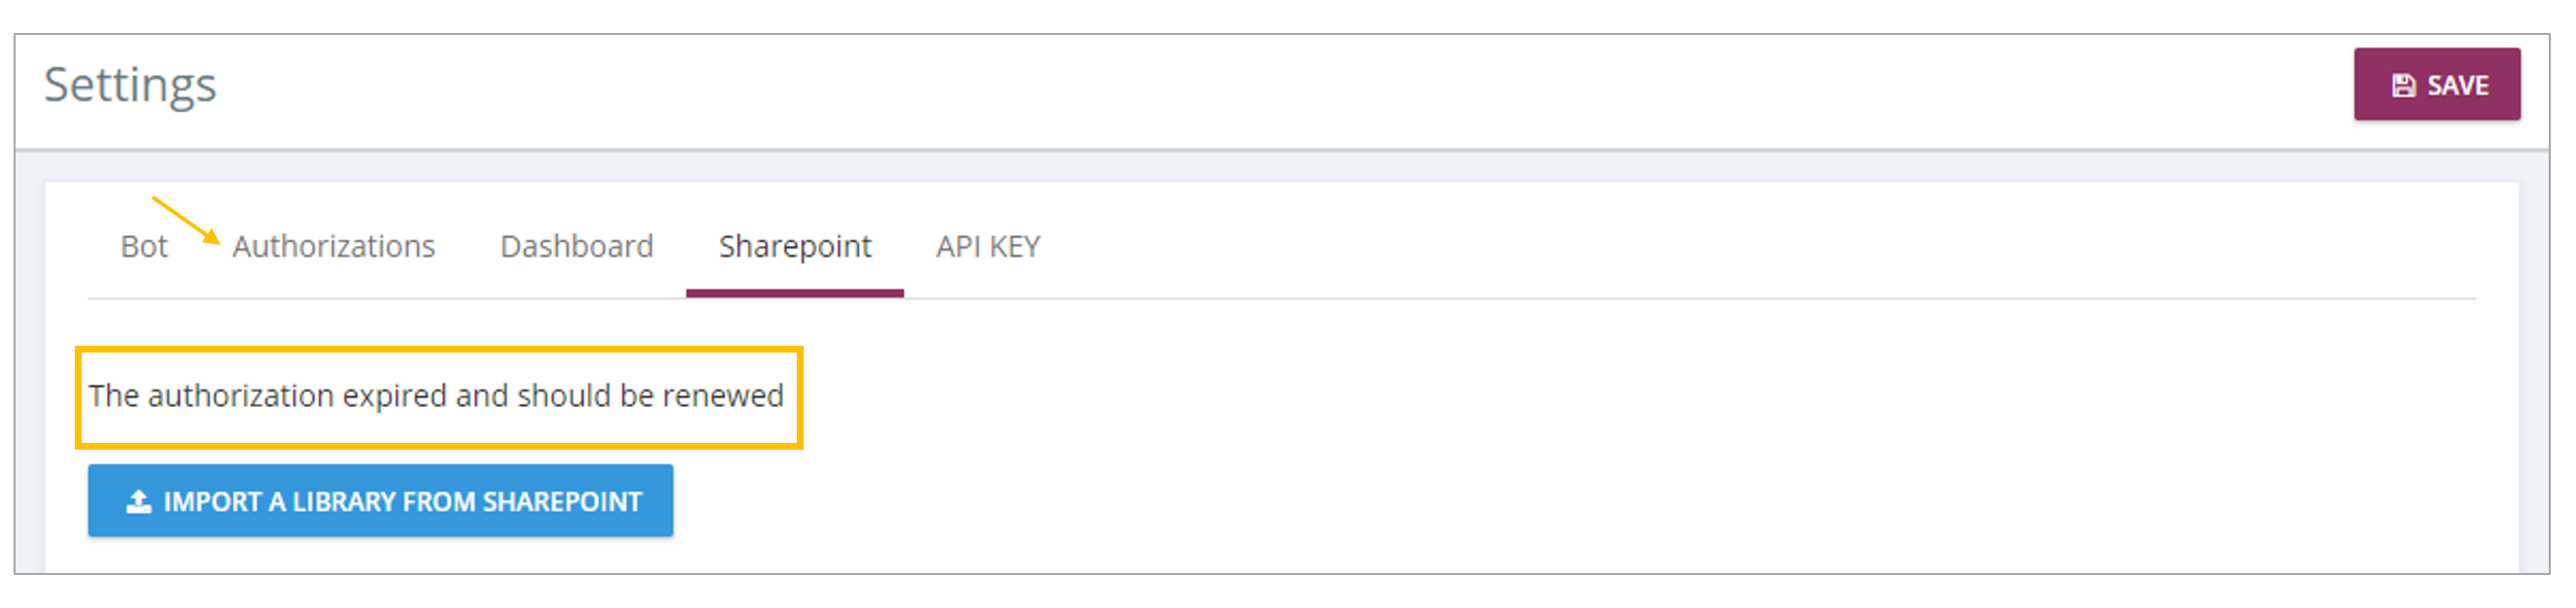 Settings
SAVE
Bot Authorizations Dashboard Sharepoint API KEY
The authorization expired and should be renewed
IMPORT A LIBRARY FROM SHAREPOINT